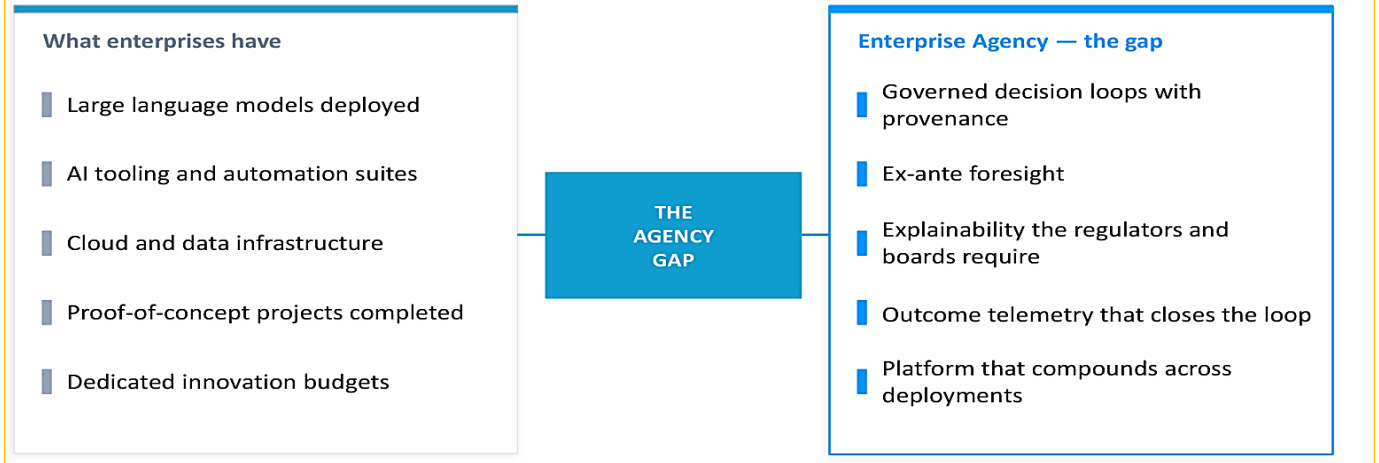 What enterprises have
Large language models deployed
AI tooling and automation suites
Cloud and data infrastructure
Proof-of-concept projects completed
Dedicated innovation budgets
THE
AGENCY
GAP
Enterprise Agency — the gap
Governed decision loops with
provenance
Ex-ante foresight
Explainability the regulators and
boards require
Outcome telemetry that closes the loop
Platform that compounds across
deployments